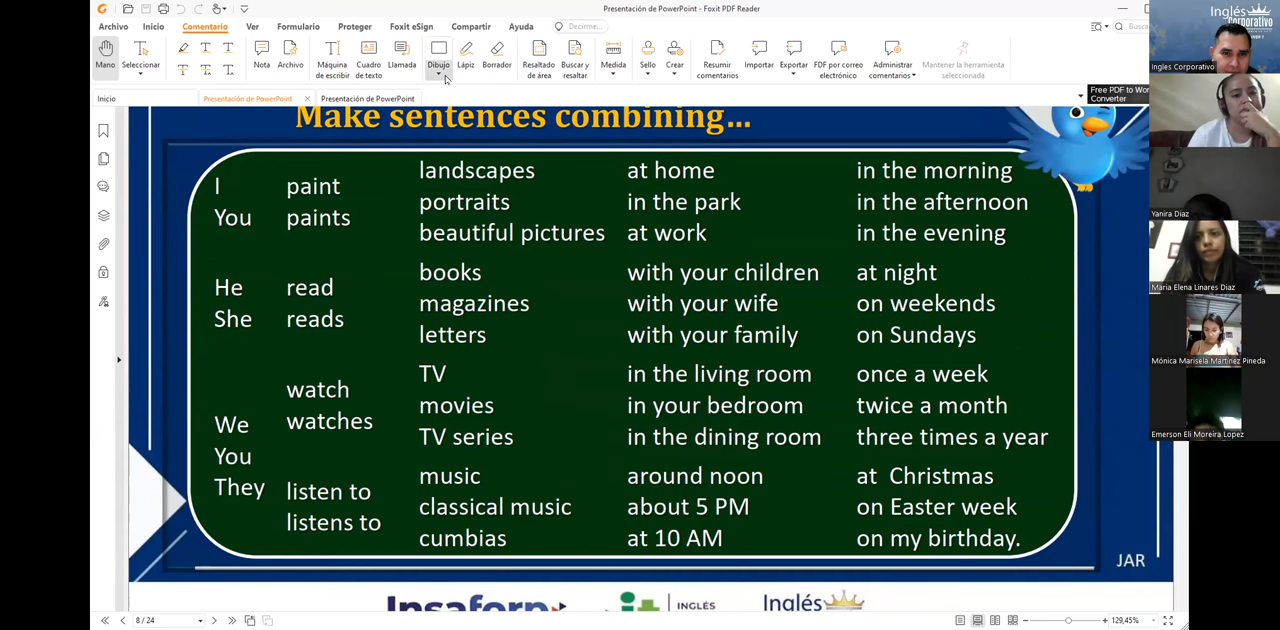 Presentación de PowerPoint - Foxit PDF Reader
Archivo Inicio Comentario Ver Formulario Proteger Foxit eSign Compartir Ayuda Decirme...
Mano Seleccionar Nota Archivo Máquina de escribir Cuadro de texto Llamada Dibujo Lápiz Borrador Resaltado de área Buscar y resaltar Medida Sello Crear Resumir comentarios Importar Exportar PDF por correo electrónico Administrar comentarios Mantener la herramienta seleccionada
Inicio Presentación de PowerPoint Presentación de PowerPoint
Free PDF to Wor
Converter
Make sentences combining...
landscapes at home in the morning
I paint
portraits in the park in the afternoon
You paints
beautiful pictures at work in the evening
books with your children at night
He read
magazines with your wife on weekends
She reads
letters with your family on Sundays
TV in the living room once a week
watch
movies in your bedroom twice a month
watches
We
TV series in the dining room three times a year
You
music around noon at Christmas
They listen to
classical music about 5 PM on Easter week
listens to
cumbias at 10 AM on my birthday.
JAR
Insaforp INGLÉS Inglés
8 / 24
129,45%
Inglés
Corporativo
Ingles Corporativo
Yanira Diaz
Maria Elena Linares Diaz
Mónica Marisela Martinez Pineda
Emerson Eli Moreira Lopez